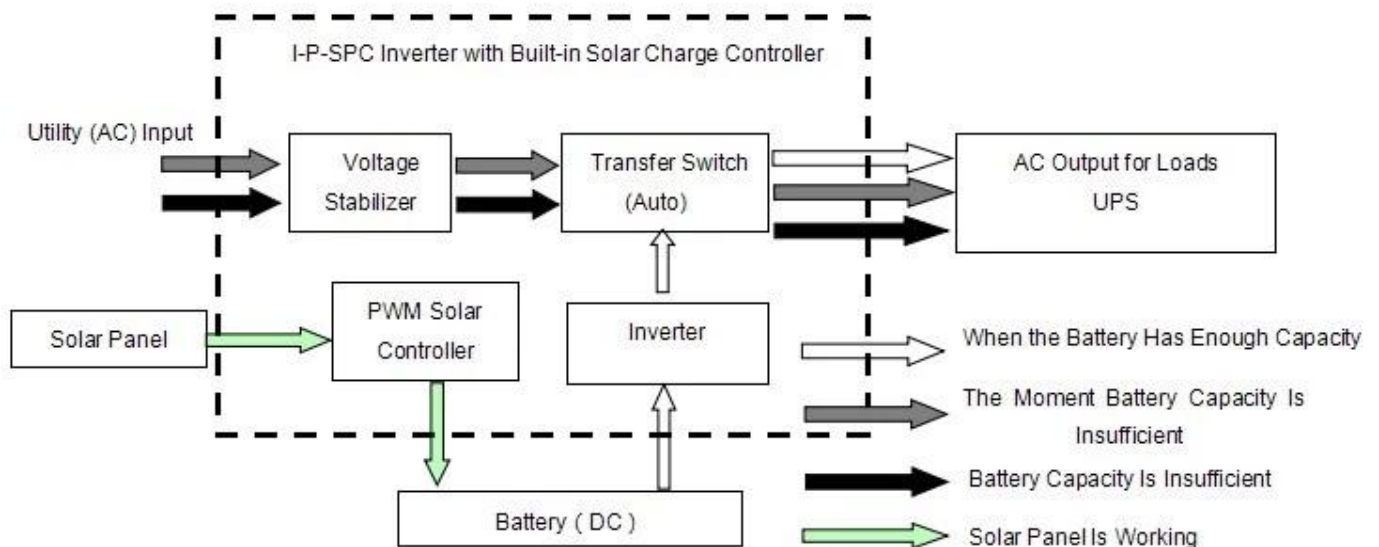 I-P-SPC Inverter with Built-in Solar Charge Controller
Utility (AC) Input
Voltage
Stabilizer
Transfer Switch
(Auto)
AC Output for Loads
UPS
Solar Panel
PWM Solar
Controller
Inverter
Battery ( DC )
When the Battery Has Enough Capacity
The Moment Battery Capacity Is
Insufficient
Battery Capacity Is Insufficient
Solar Panel Is Working